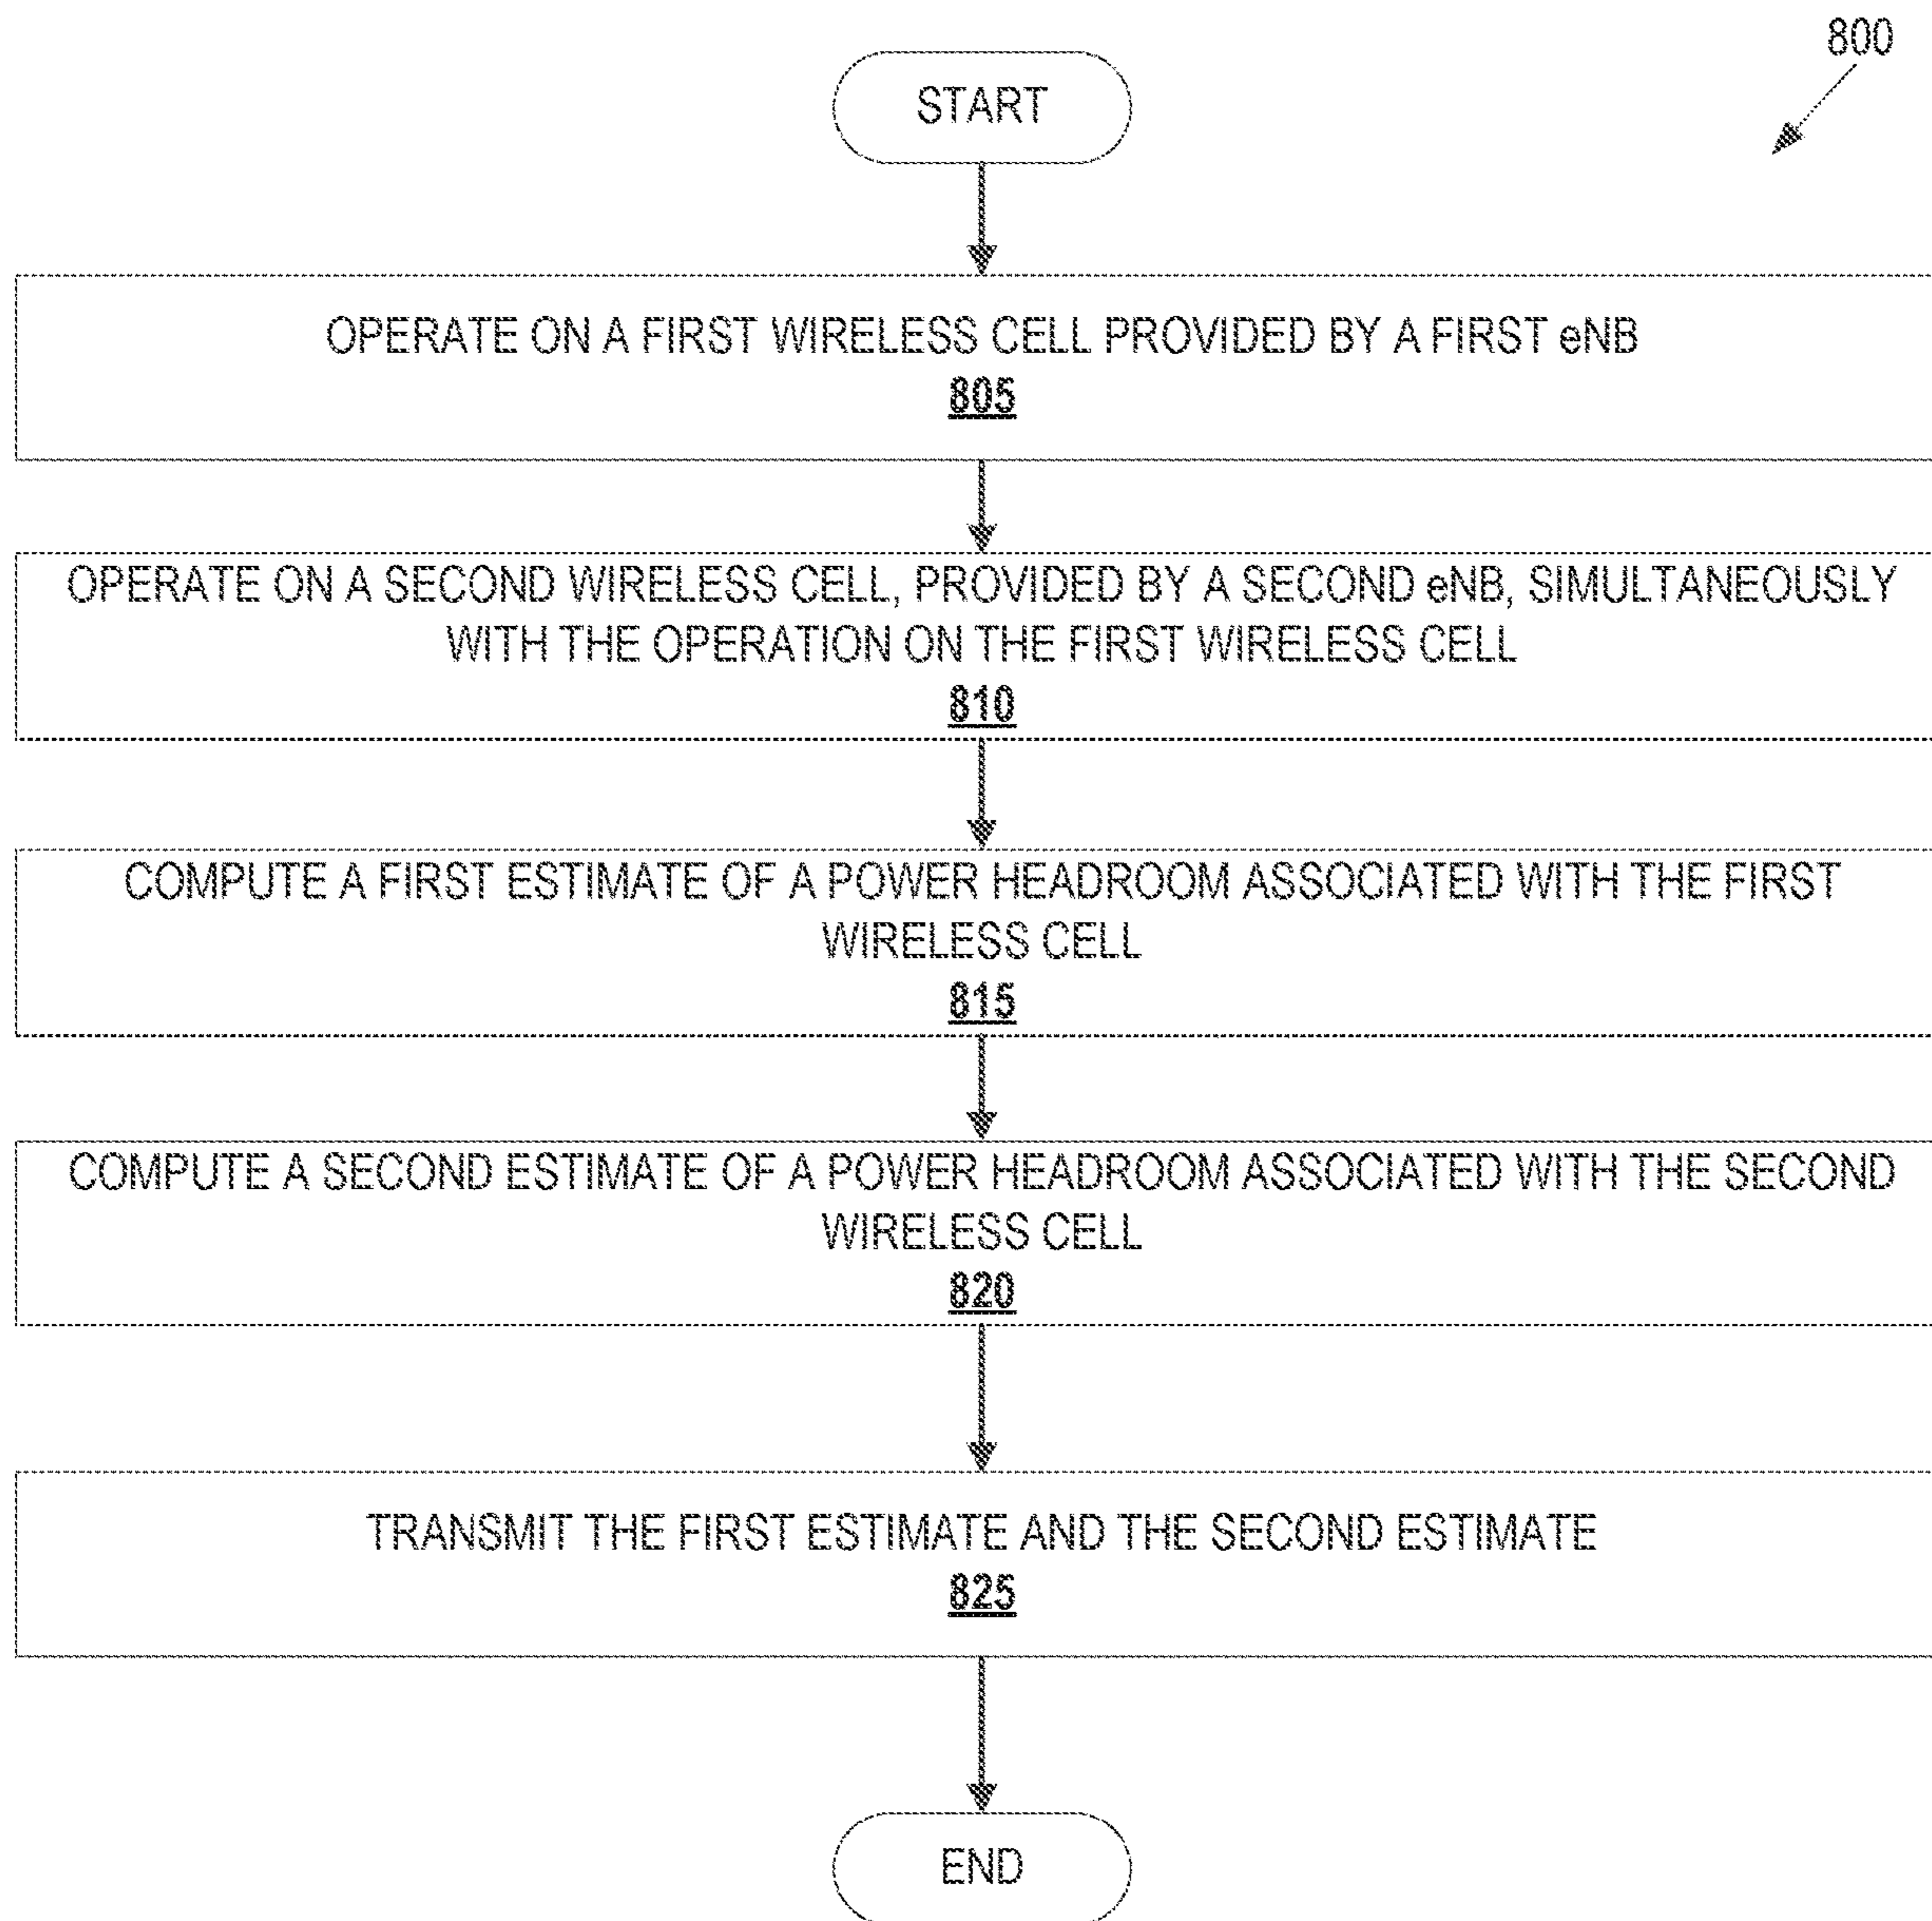 800
START
OPERATE ON A FIRST WIRELESS CELL PROVIDED BY A FIRST eNB
805
OPERATE ON A SECOND WIRELESS CELL, PROVIDED BY A SECOND eNB, SIMULTANEOUSLY
WITH THE OPERATION ON THE FIRST WIRELESS CELL
810
COMPUTE A FIRST ESTIMATE OF A POWER HEADROOM ASSOCIATED WITH THE FIRST
WIRELESS CELL
815
COMPUTE A SECOND ESTIMATE OF A POWER HEADROOM ASSOCIATED WITH THE SECOND
WIRELESS CELL
820
TRANSMIT THE FIRST ESTIMATE AND THE SECOND ESTIMATE
825
END